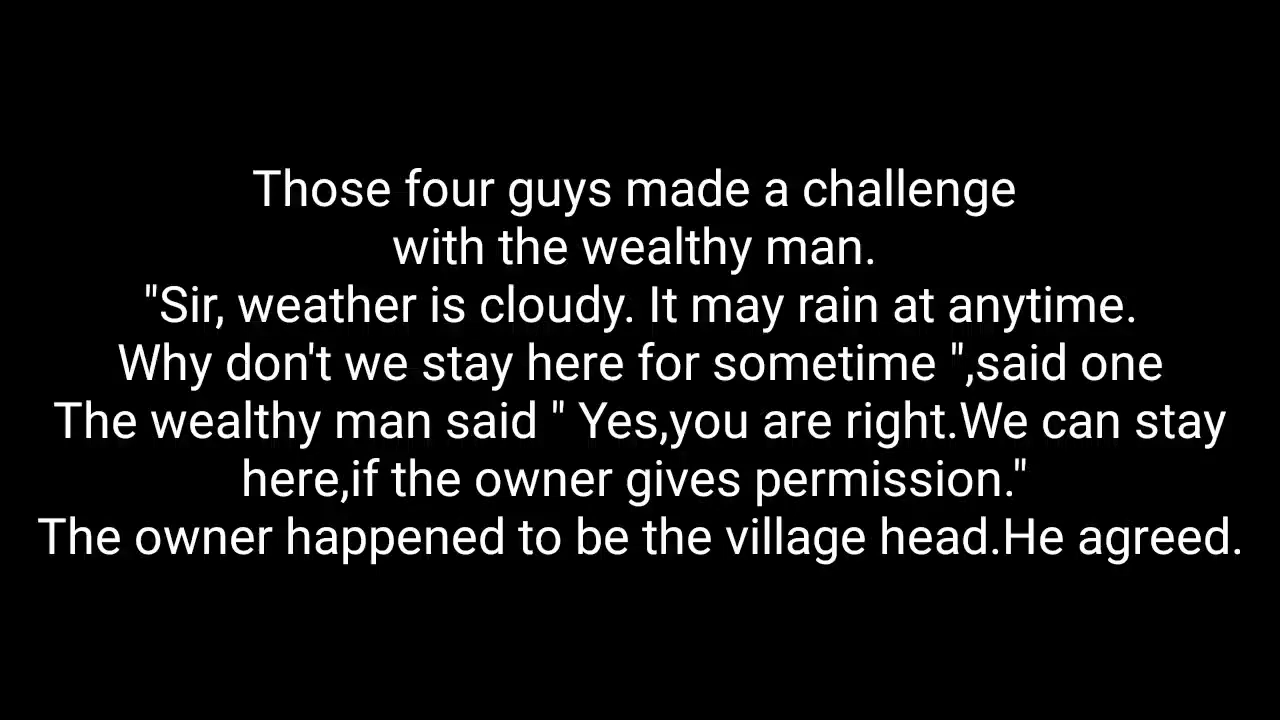 Those four guys made a challenge
with the wealthy man.
"Sir, weather is cloudy. It may rain at anytime.
Why don't we stay here for sometime ",said one
The wealthy man said " Yes,you are right.We can stay
here,if the owner gives permission."
The owner happened to be the village head.He agreed.